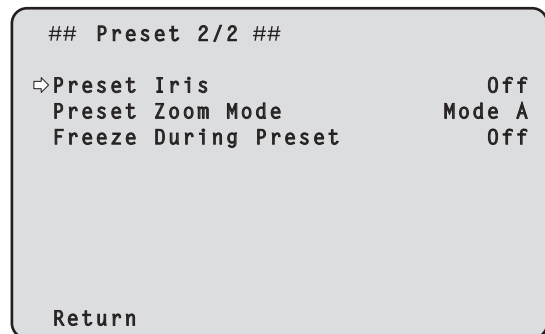 ## Preset 2/2 ##
⇨Preset Iris Off
Preset Zoom Mode Mode A
Freeze During Preset Off
Return